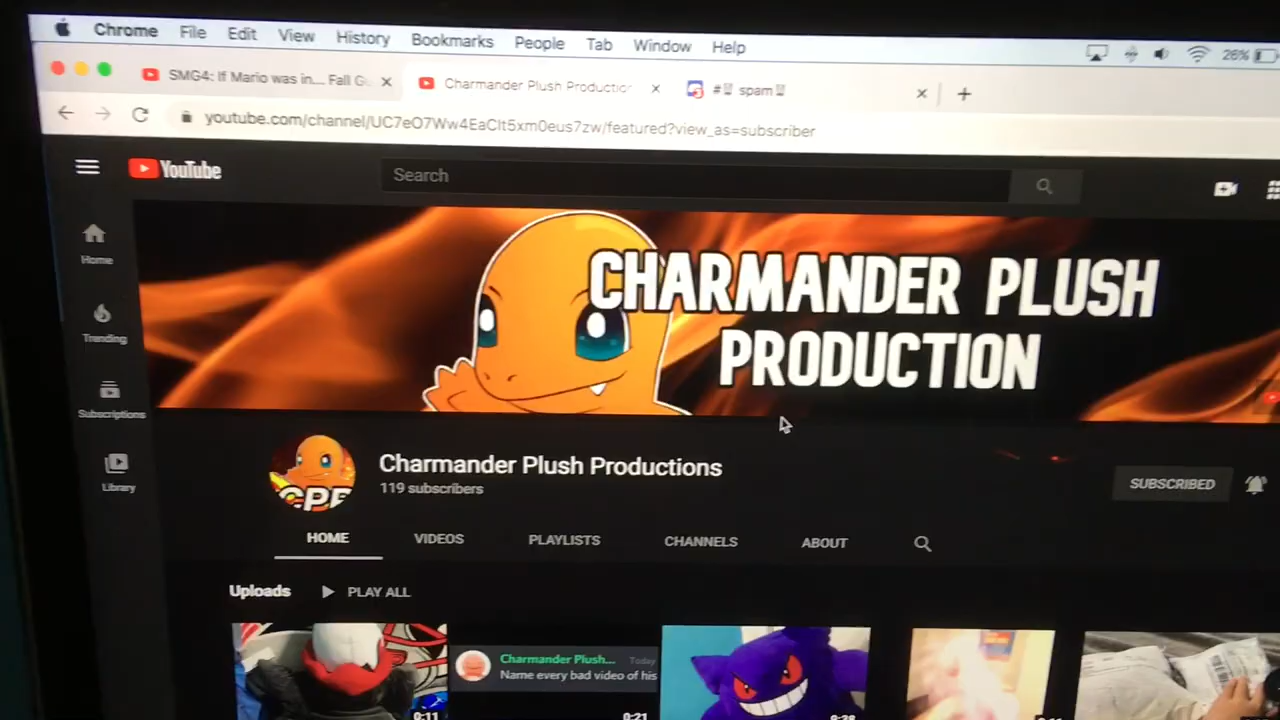 Chrome File Edit View History Bookmarks People Tab Window Help 26%
SMG4: If Mario was in... Fall G
Charmander Plush Productio
# spam
youtube.com/channel/UC7eO7Ww4EaClt5xm0eus7zw/featured?view_as=subscriber
YouTube
Search
Home
Trending
Subscriptions
Library
CHARMANDER PLUSH
PRODUCTION
CPP
Charmander Plush Productions
119 subscribers
SUBSCRIBED
HOME VIDEOS PLAYLISTS CHANNELS ABOUT
Uploads PLAY ALL
Charmander Plush... Today
Name every bad video of his
0:11
0:21